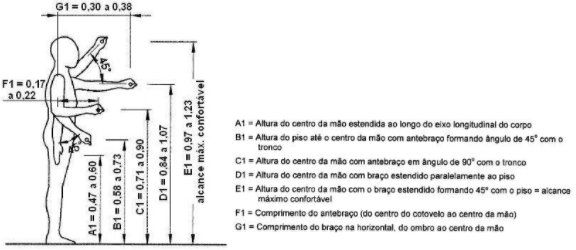 G1 = 0,30 a 0,38
45°
F1 = 0,17
a 0,22
A1 = 0,47 a 0,60
B1 = 0,58 a 0,73
C1 = 0,71 a 0,90
D1 = 0,84 a 1,07
E1 = 0,97 a 1,23
alcance máx. confortável
A1 = Altura do centro da mão estendida ao longo do eixo longitudinal do corpo
B1 = Altura do piso até o centro da mão com antebraço formando ângulo de 45° com o
tronco
C1 = Altura do centro da mão com antebraço em ângulo de 90° com o tronco
D1 = Altura do centro da mão com braço estendido paralelamente ao piso
E1 = Altura do centro da mão com o braço estendido formando 45° com o piso = alcance
máximo confortável
F1 = Comprimento do antebraço (do centro do cotovelo ao centro da mão)
G1 = Comprimento do braço na horizontal, do ombro ao centro da mão